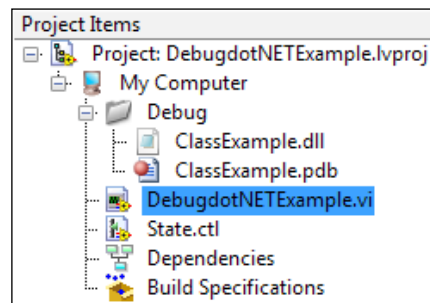 Project Items
Project: DebugdotNETExample.lvproj
My Computer
Debug
ClassExample.dll
ClassExample.pdb
DebugdotNETExample.vi
State.ctl
Dependencies
Build Specifications